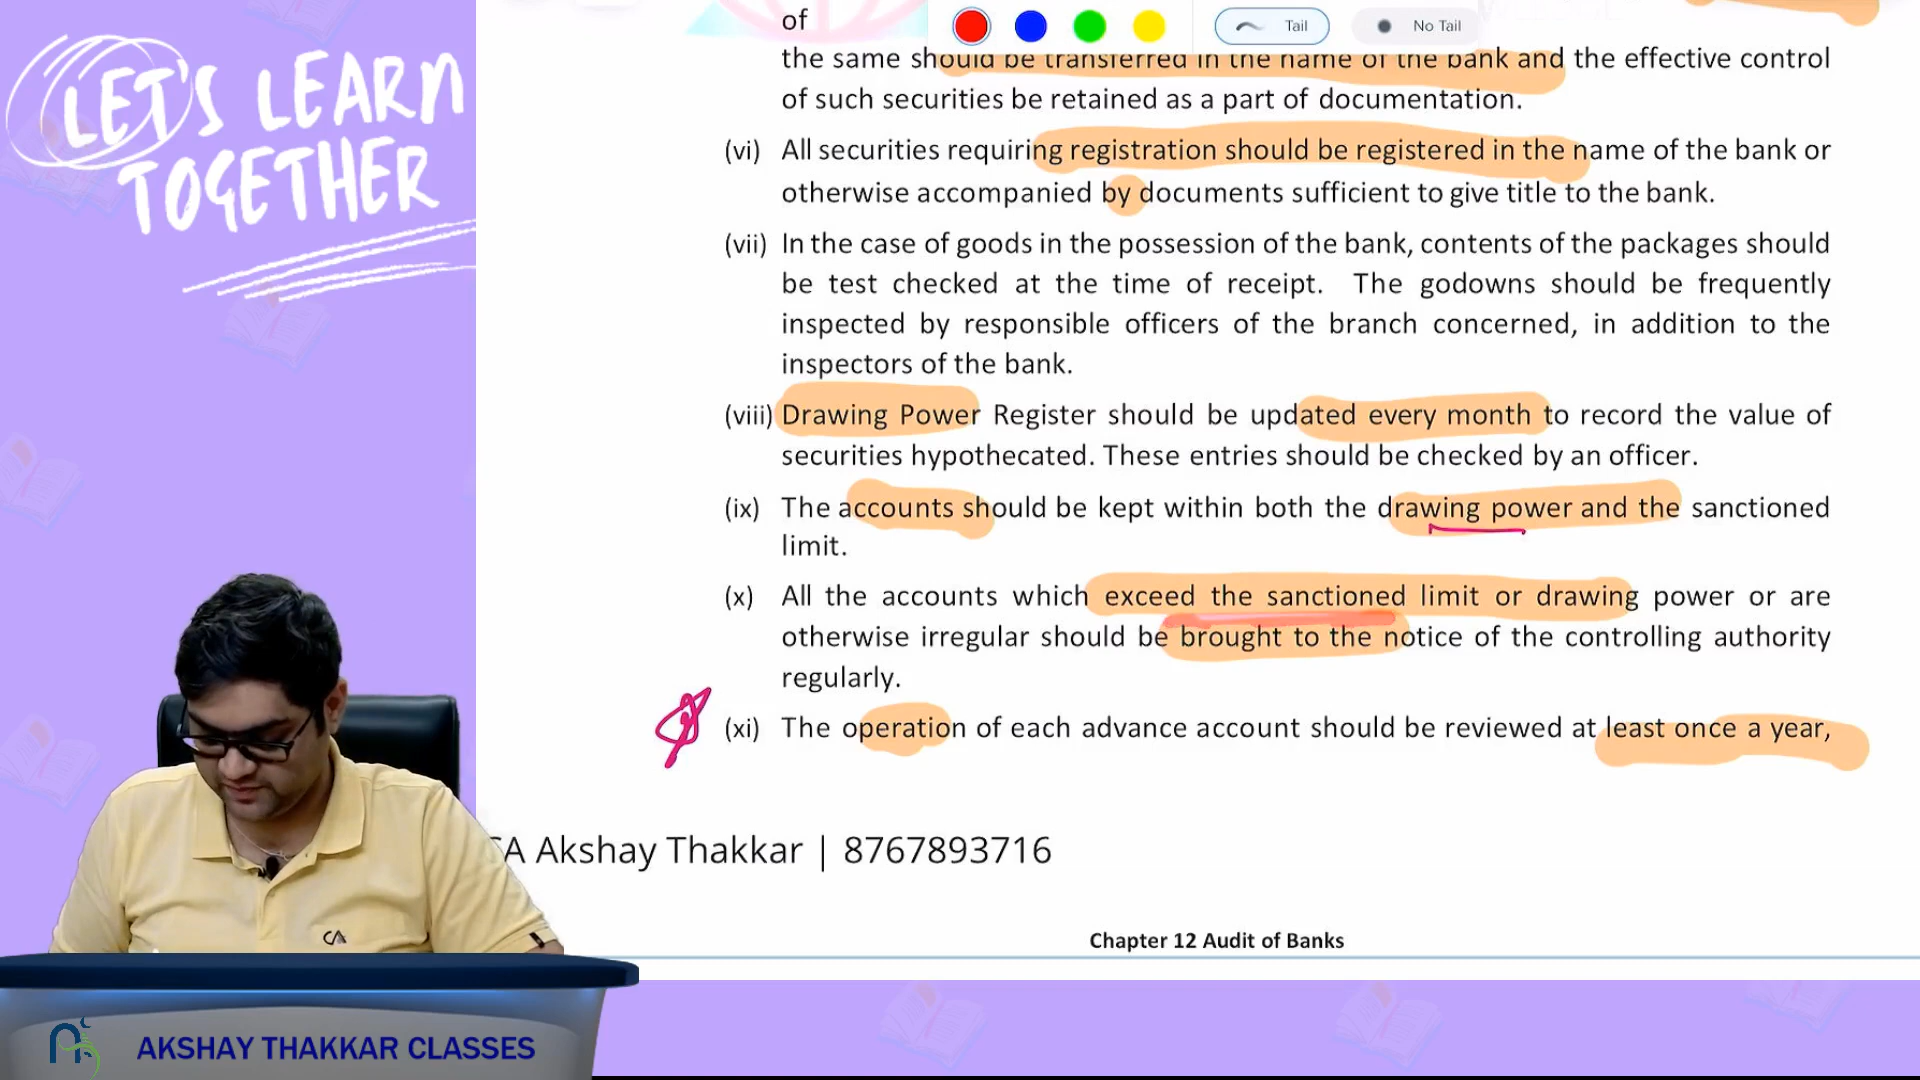 LET'S LEARN
TOGETHER
Tail
No Tail
of
the same should be transferred in the name of the bank and the effective control
of such securities be retained as a part of documentation.
(vi) All securities requiring registration should be registered in the name of the bank or
otherwise accompanied by documents sufficient to give title to the bank.
(vii) In the case of goods in the possession of the bank, contents of the packages should
be test checked at the time of receipt. The godowns should be frequently
inspected by responsible officers of the branch concerned, in addition to the
inspectors of the bank.
(viii) Drawing Power Register should be updated every month to record the value of
securities hypothecated. These entries should be checked by an officer.
(ix) The accounts should be kept within both the drawing power and the sanctioned
limit.
(x) All the accounts which exceed the sanctioned limit or drawing power or are
otherwise irregular should be brought to the notice of the controlling authority
regularly.
(xi) The operation of each advance account should be reviewed at least once a year,
CA Akshay Thakkar | 8767893716
Chapter 12 Audit of Banks
CA
AKSHAY THAKKAR CLASSES